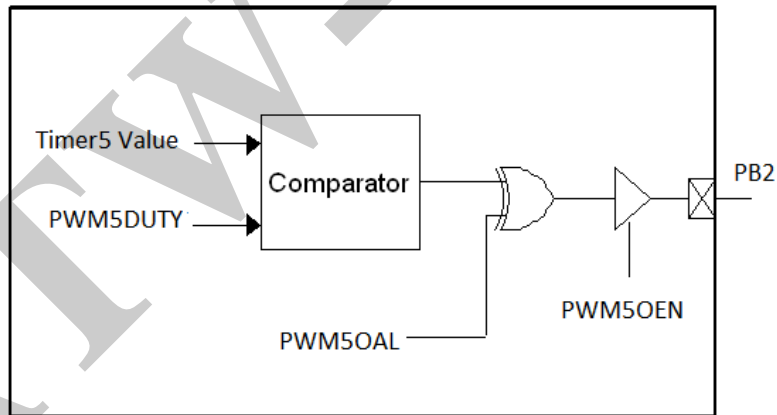 Timer5 Value
Comparator
PB2
PWM5DUTY
PWM5OEN
PWM5OAL